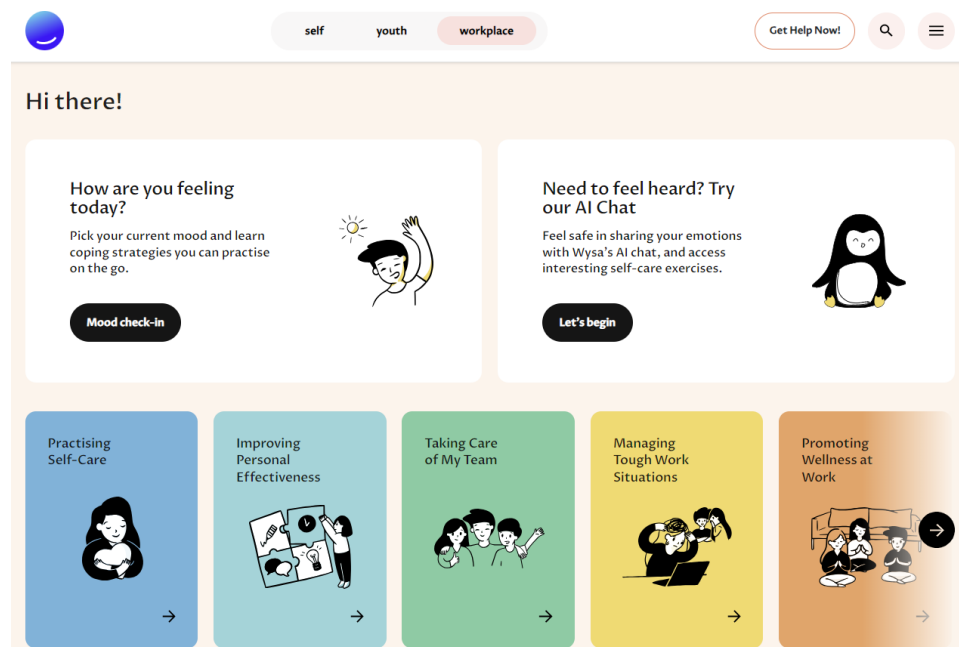 self
youth
workplace
Get Help Now!
Hi there!
How are you feeling
today?
Pick your current mood and learn
coping strategies you can practise
on the go.
Mood check-in
Need to feel heard? Try
our AI Chat
Feel safe in sharing your emotions
with Wysa's AI chat, and access
interesting self-care exercises.
Let's begin
Practising
Self-Care
Improving
Personal
Effectiveness
Taking Care
of My Team
Managing
Tough Work
Situations
Promoting
Wellness at
Work